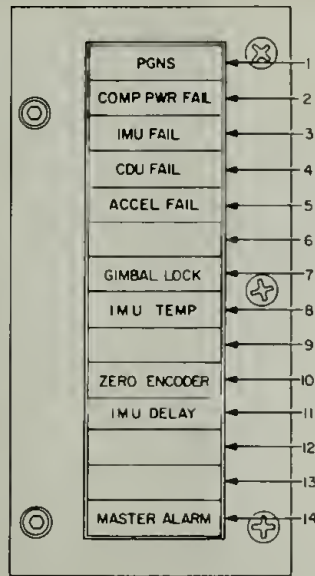 PGNS 1
COMP PWR FAIL 2
IMU FAIL 3
CDU FAIL 4
ACCEL FAIL 5
6
GIMBAL LOCK 7
IMU TEMP 8
9
ZERO ENCODER 10
IMU DELAY 11
12
13
MASTER ALARM 14